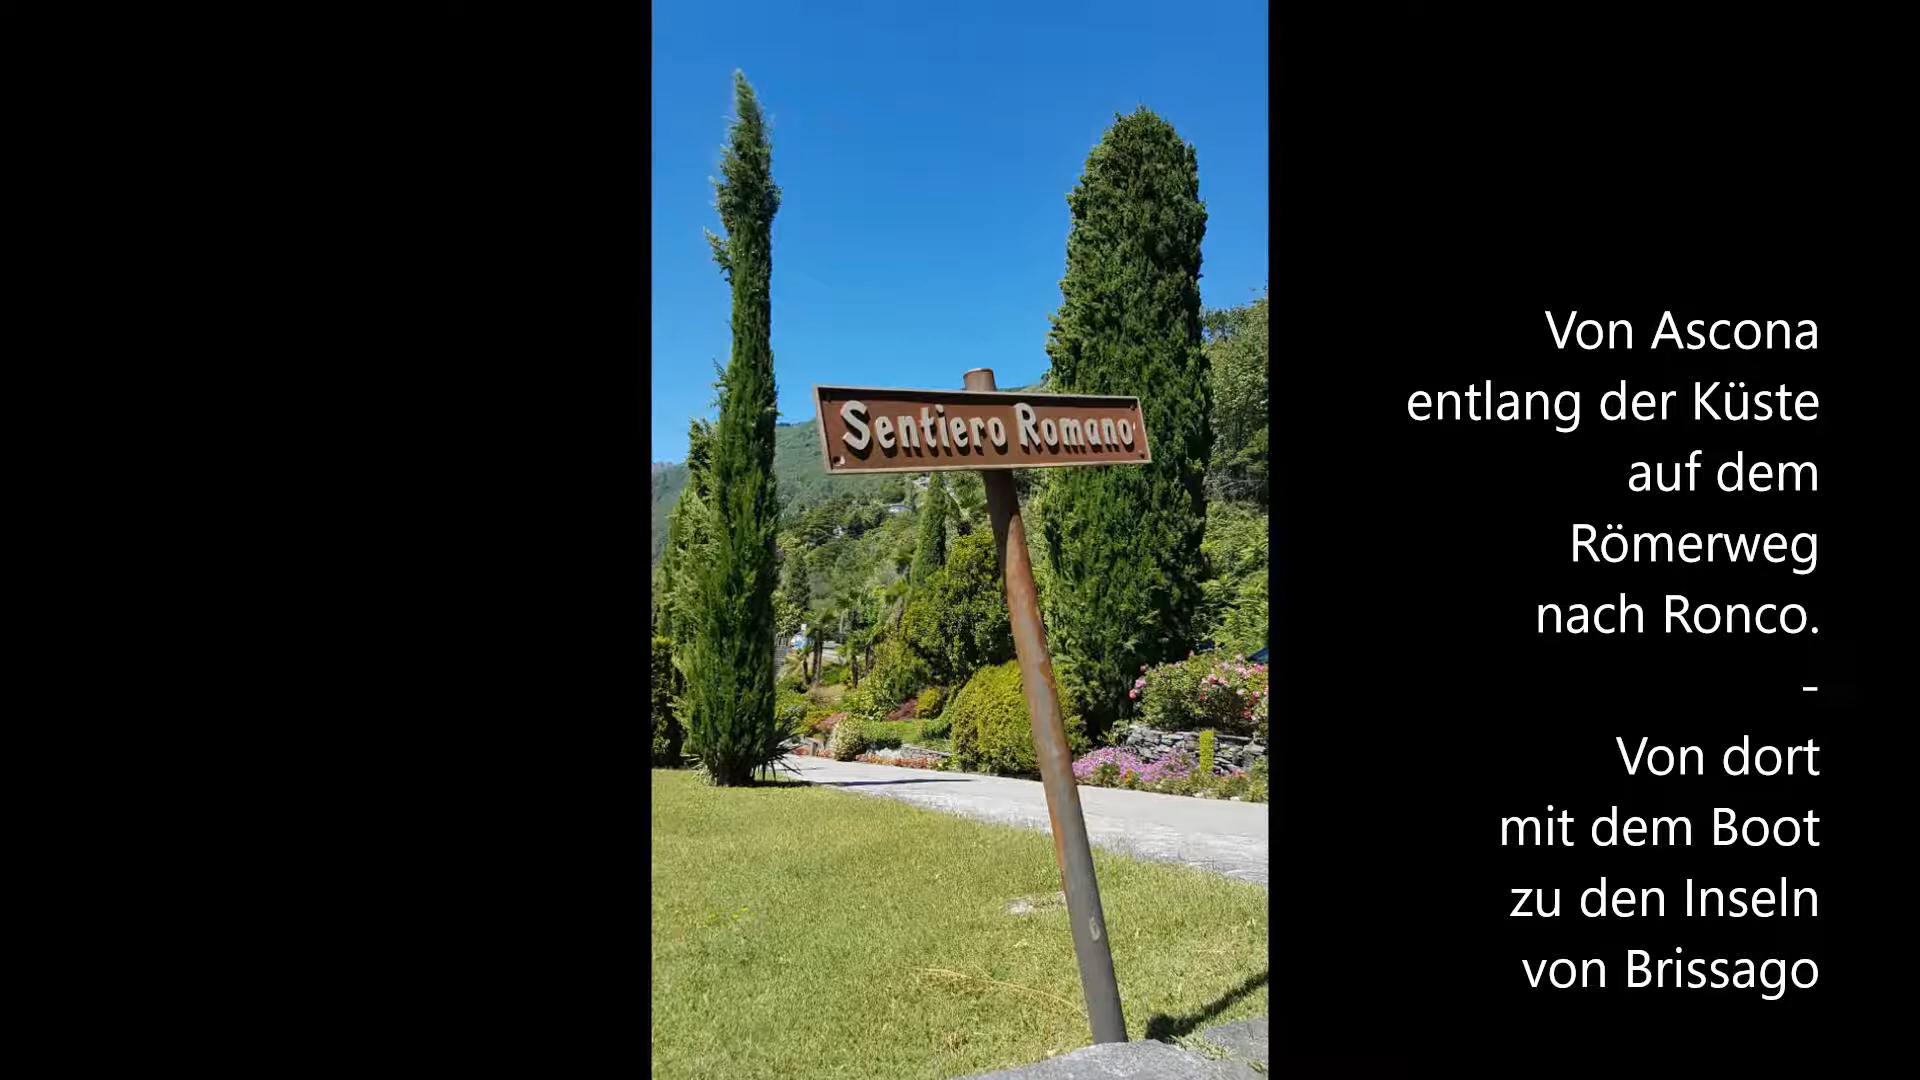 Sentiero Romano
Von Ascona
entlang der Küste
auf dem
Römerweg
nach Ronco.
-
Von dort
mit dem Boot
zu den Inseln
von Brissago